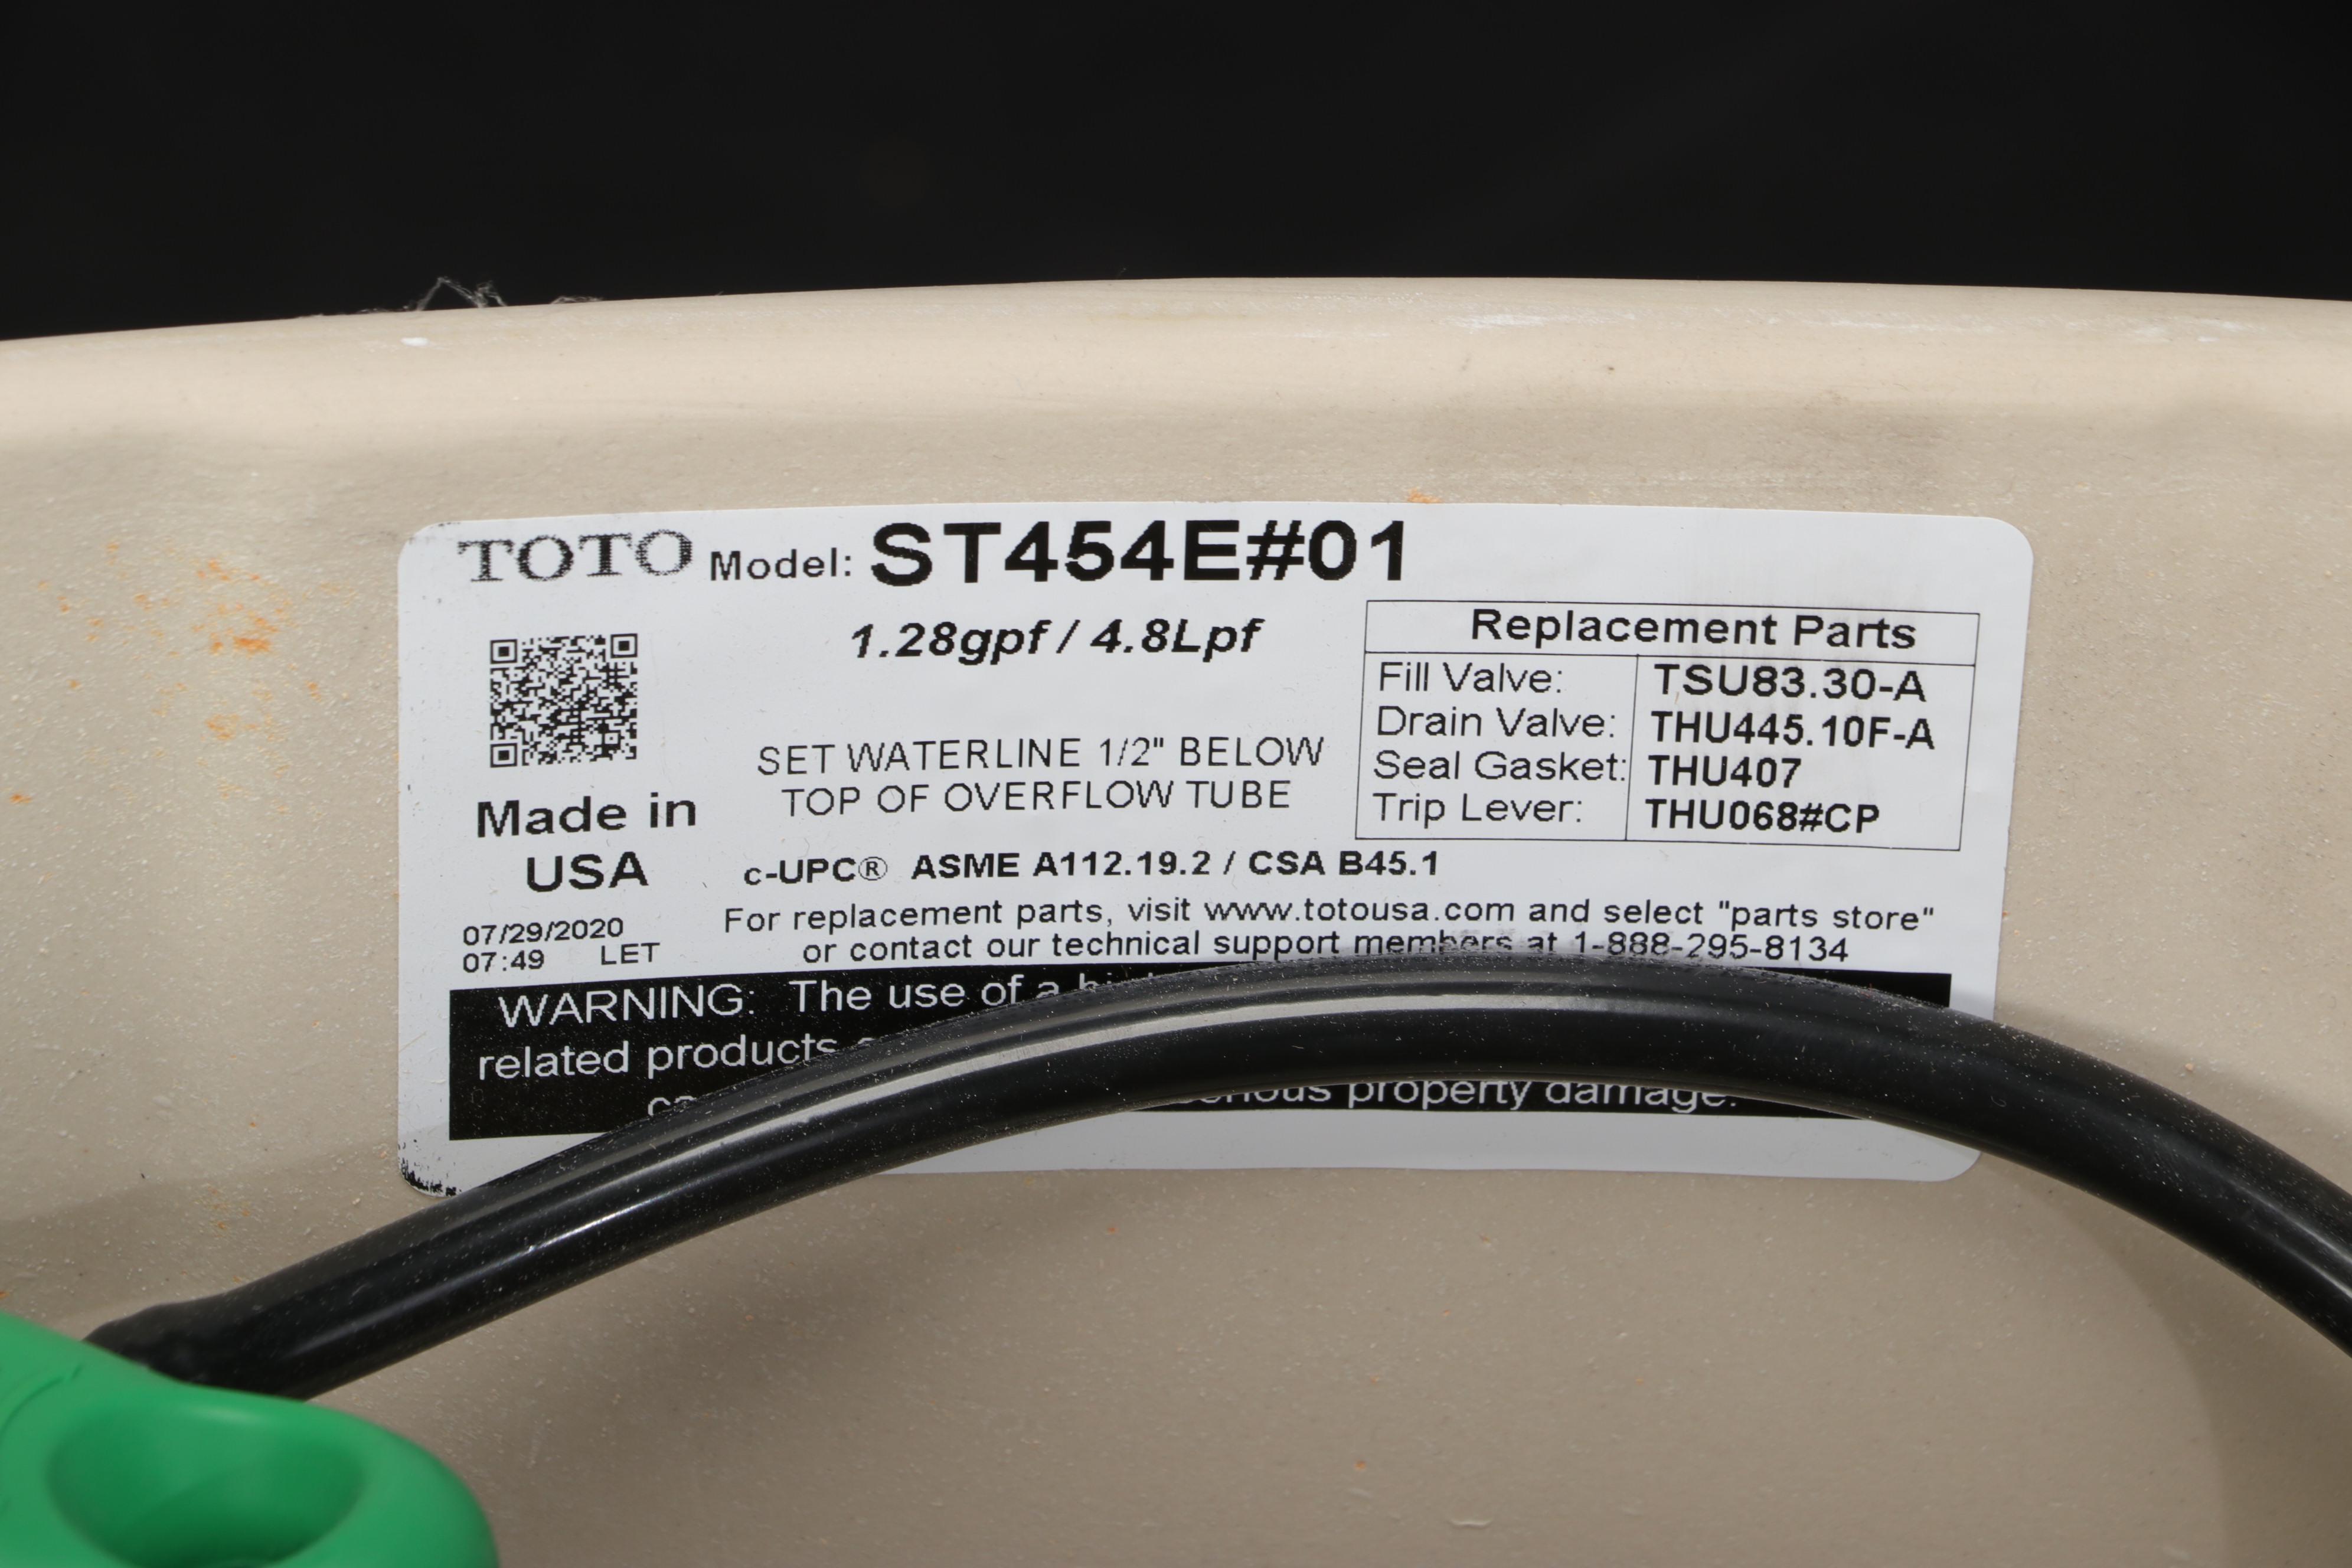 TOTO Model: ST454E#01
1.28gpf / 4.8Lpf
SET WATERLINE 1/2" BELOW
TOP OF OVERFLOW TUBE
Replacement Parts
Fill Valve: TSU83.30-A
Drain Valve: THU445.10F-A
Seal Gasket: THU407
Trip Lever: THU068#CP
Made in
USA
07/29/2020
07:49 LET
c-UPC® ASME A112.19.2 / CSA B45.1
For replacement parts, visit www.totousa.com and select "parts store"
or contact our technical support members at 1-888-295-8134
WARNING: The use of a
related products
property damage.